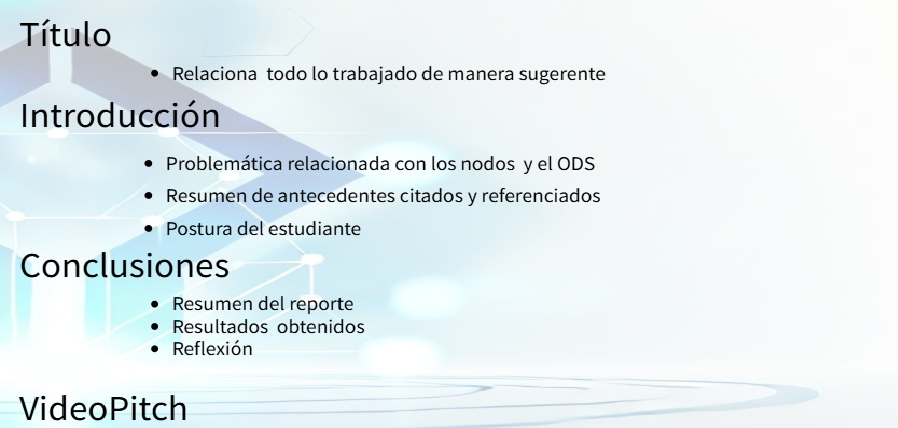 Título
• Relaciona todo lo trabajado de manera sugerente
Introducción
• Problemática relacionada con los nodos y el ODS
• Resumen de antecedentes citados y referenciados
• Postura del estudiante
Conclusiones
• Resumen del reporte
• Resultados obtenidos
• Reflexión
VideoPitch